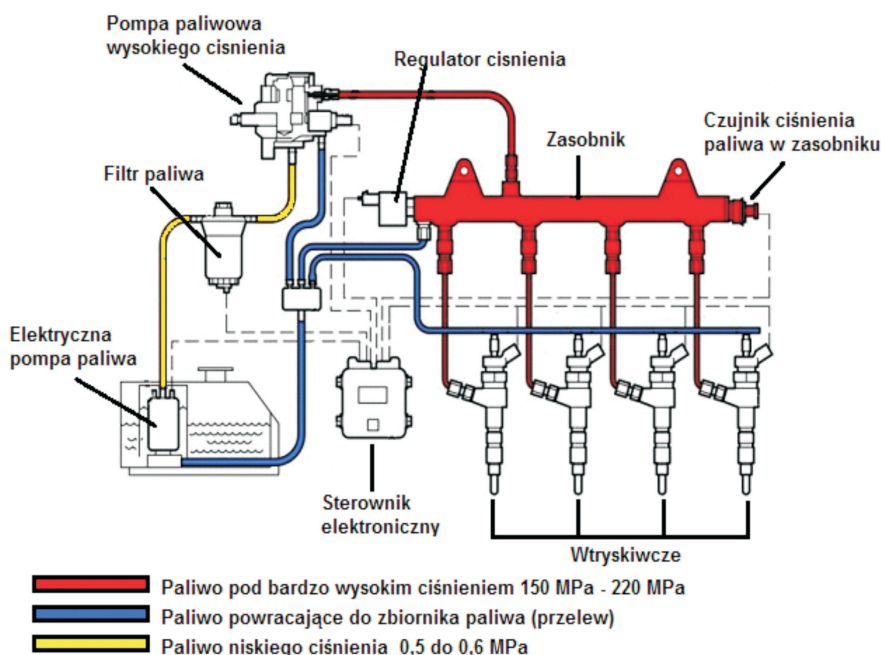 Pompa paliwowa
wysokiego cisnienia
Regulator cisnienia
Czujnik ciśnienia
paliwa w zasobniku
Zasobnik
Filtr paliwa
Elektryczna
pompa paliwa
Sterownik
elektroniczny
Wtryskiwcze
Paliwo pod bardzo wysokim ciśnieniem 150 MPa - 220 MPa
Paliwo powracające do zbiornika paliwa (przelew)
Paliwo niskiego ciśnienia 0,5 do 0,6 MPa